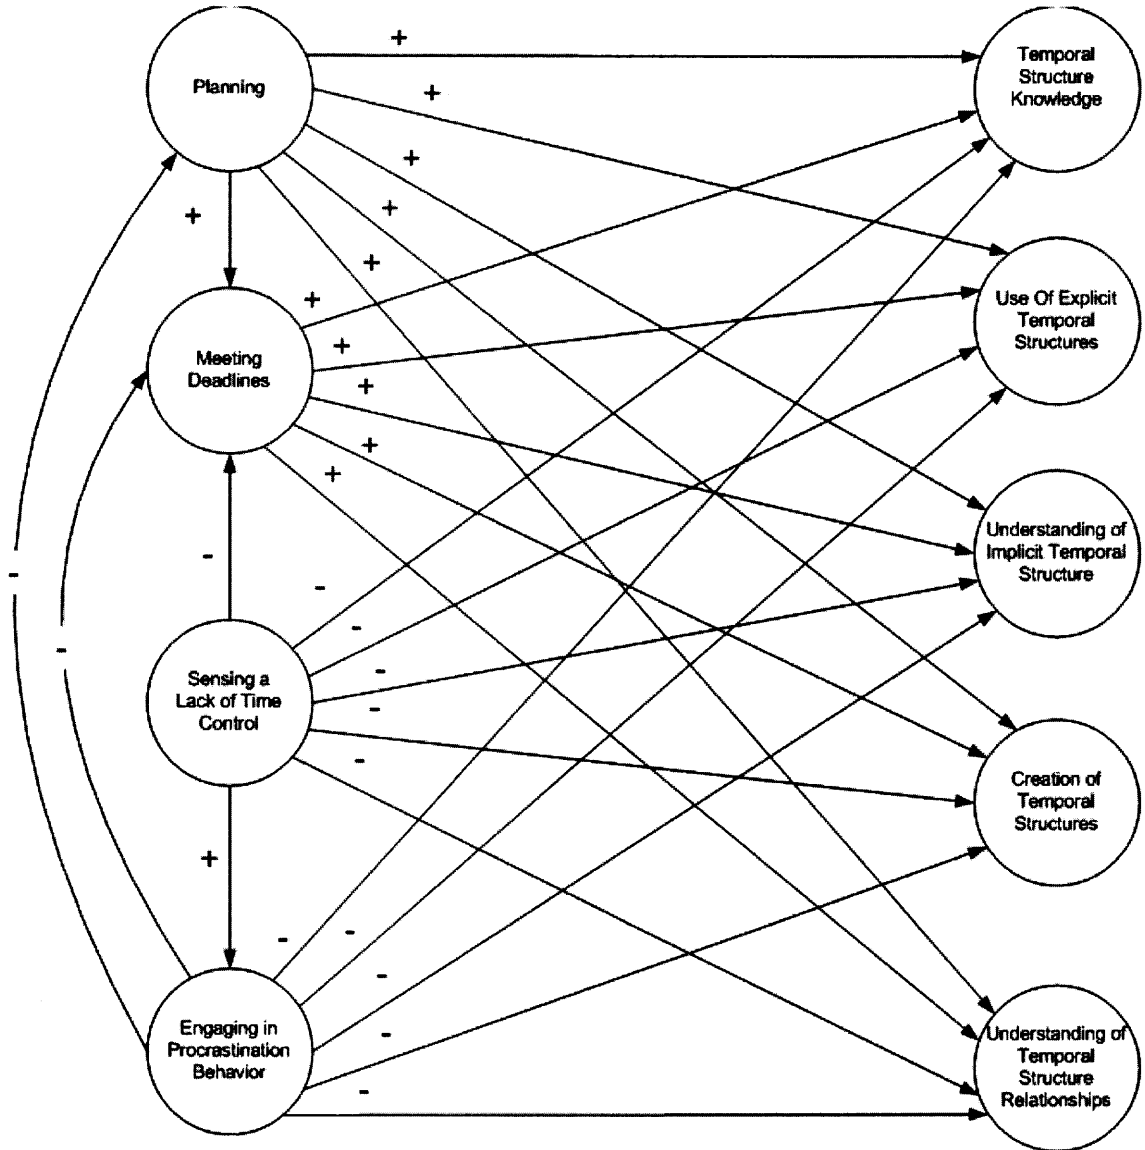 Planning
Temporal
Structure
Knowledge
+
+
+
+
+
+
+
+
+
+
+
Meeting
Deadlines
Use Of Explicit
Temporal
Structures
-
-
-
-
-
-
-
-
Sensing a
Lack of Time
Control
Understanding of
Implicit Temporal
Structure
+
Creation of
Temporal
Structures
-
-
-
-
-
Engaging in
Procrastination
Behavior
Understanding of
Temporal
Structure
Relationships